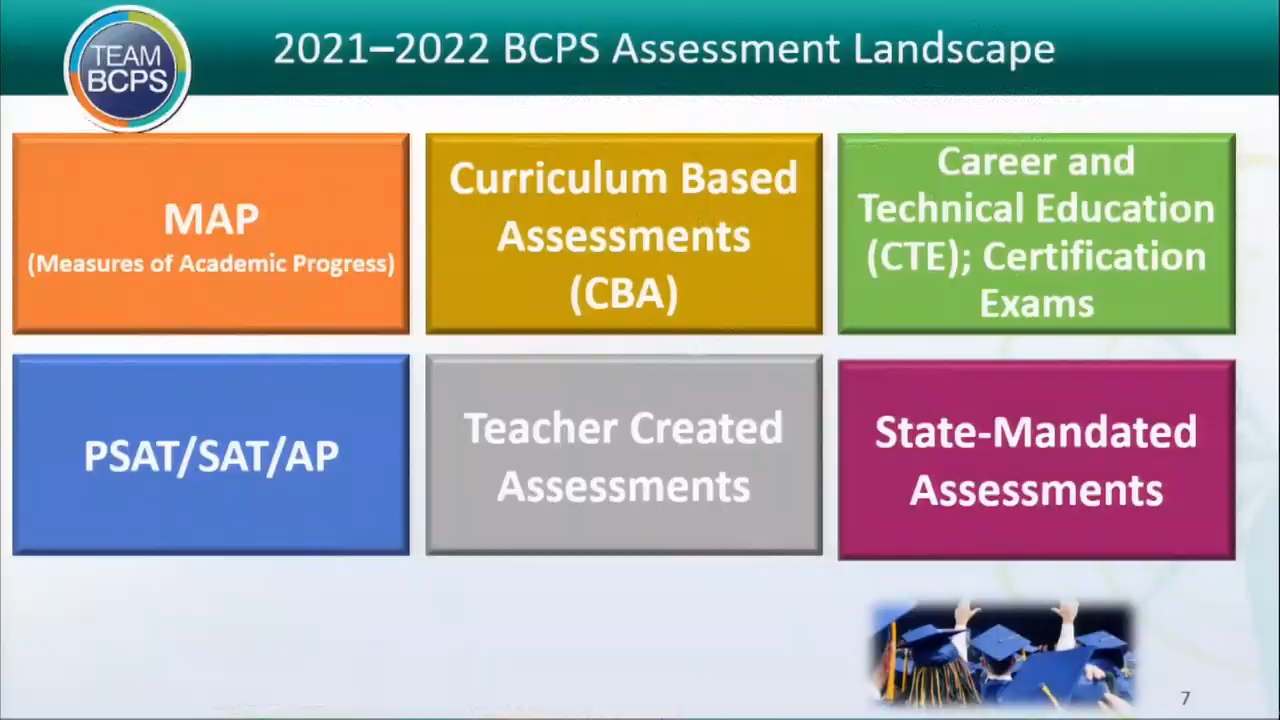 TEAM
BCPS
2021–2022 BCPS Assessment Landscape
MAP
(Measures of Academic Progress)
Curriculum Based
Assessments
(CBA)
Career and
Technical Education
(CTE); Certification
Exams
PSAT/SAT/AP
Teacher Created
Assessments
State-Mandated
Assessments
7